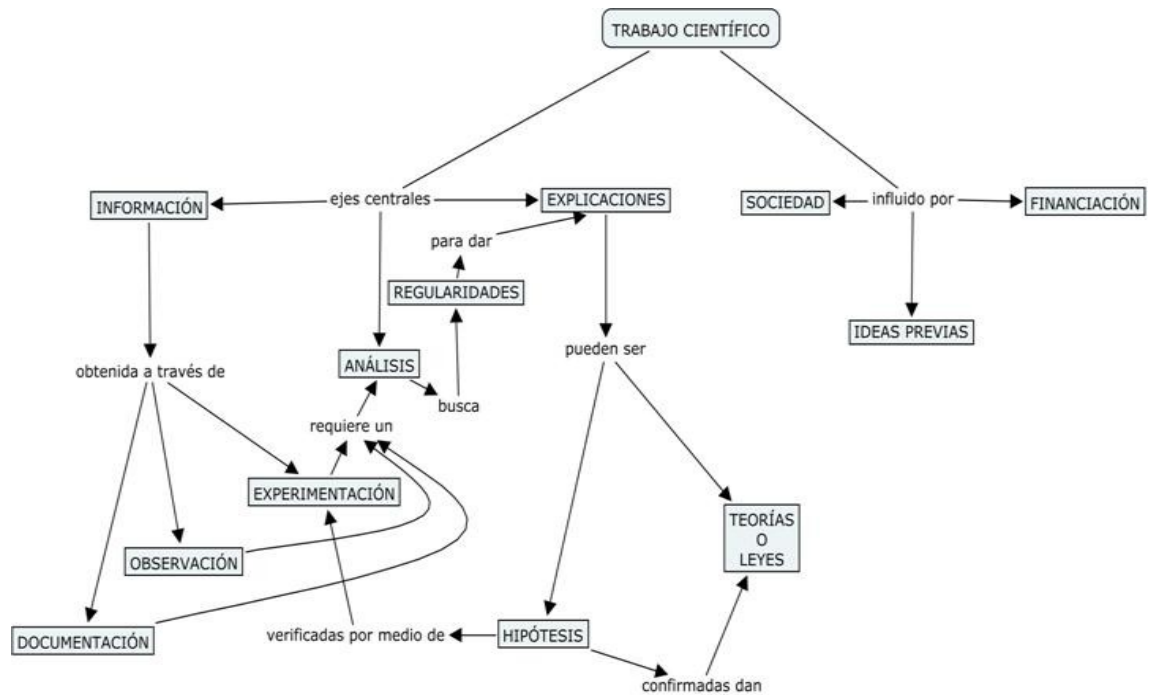 TRABAJO CIENTÍFICO
ejes centrales
INFORMACIÓN
EXPLICACIONES
SOCIEDAD
influido por
FINANCIACIÓN
para dar
REGULARIDADES
IDEAS PREVIAS
pueden ser
ANÁLISIS
obtenida a través de
busca
requiere un
EXPERIMENTACIÓN
TEORÍAS
O
LEYES
OBSERVACIÓN
DOCUMENTACIÓN
verificadas por medio de
HIPÓTESIS
confirmadas dan